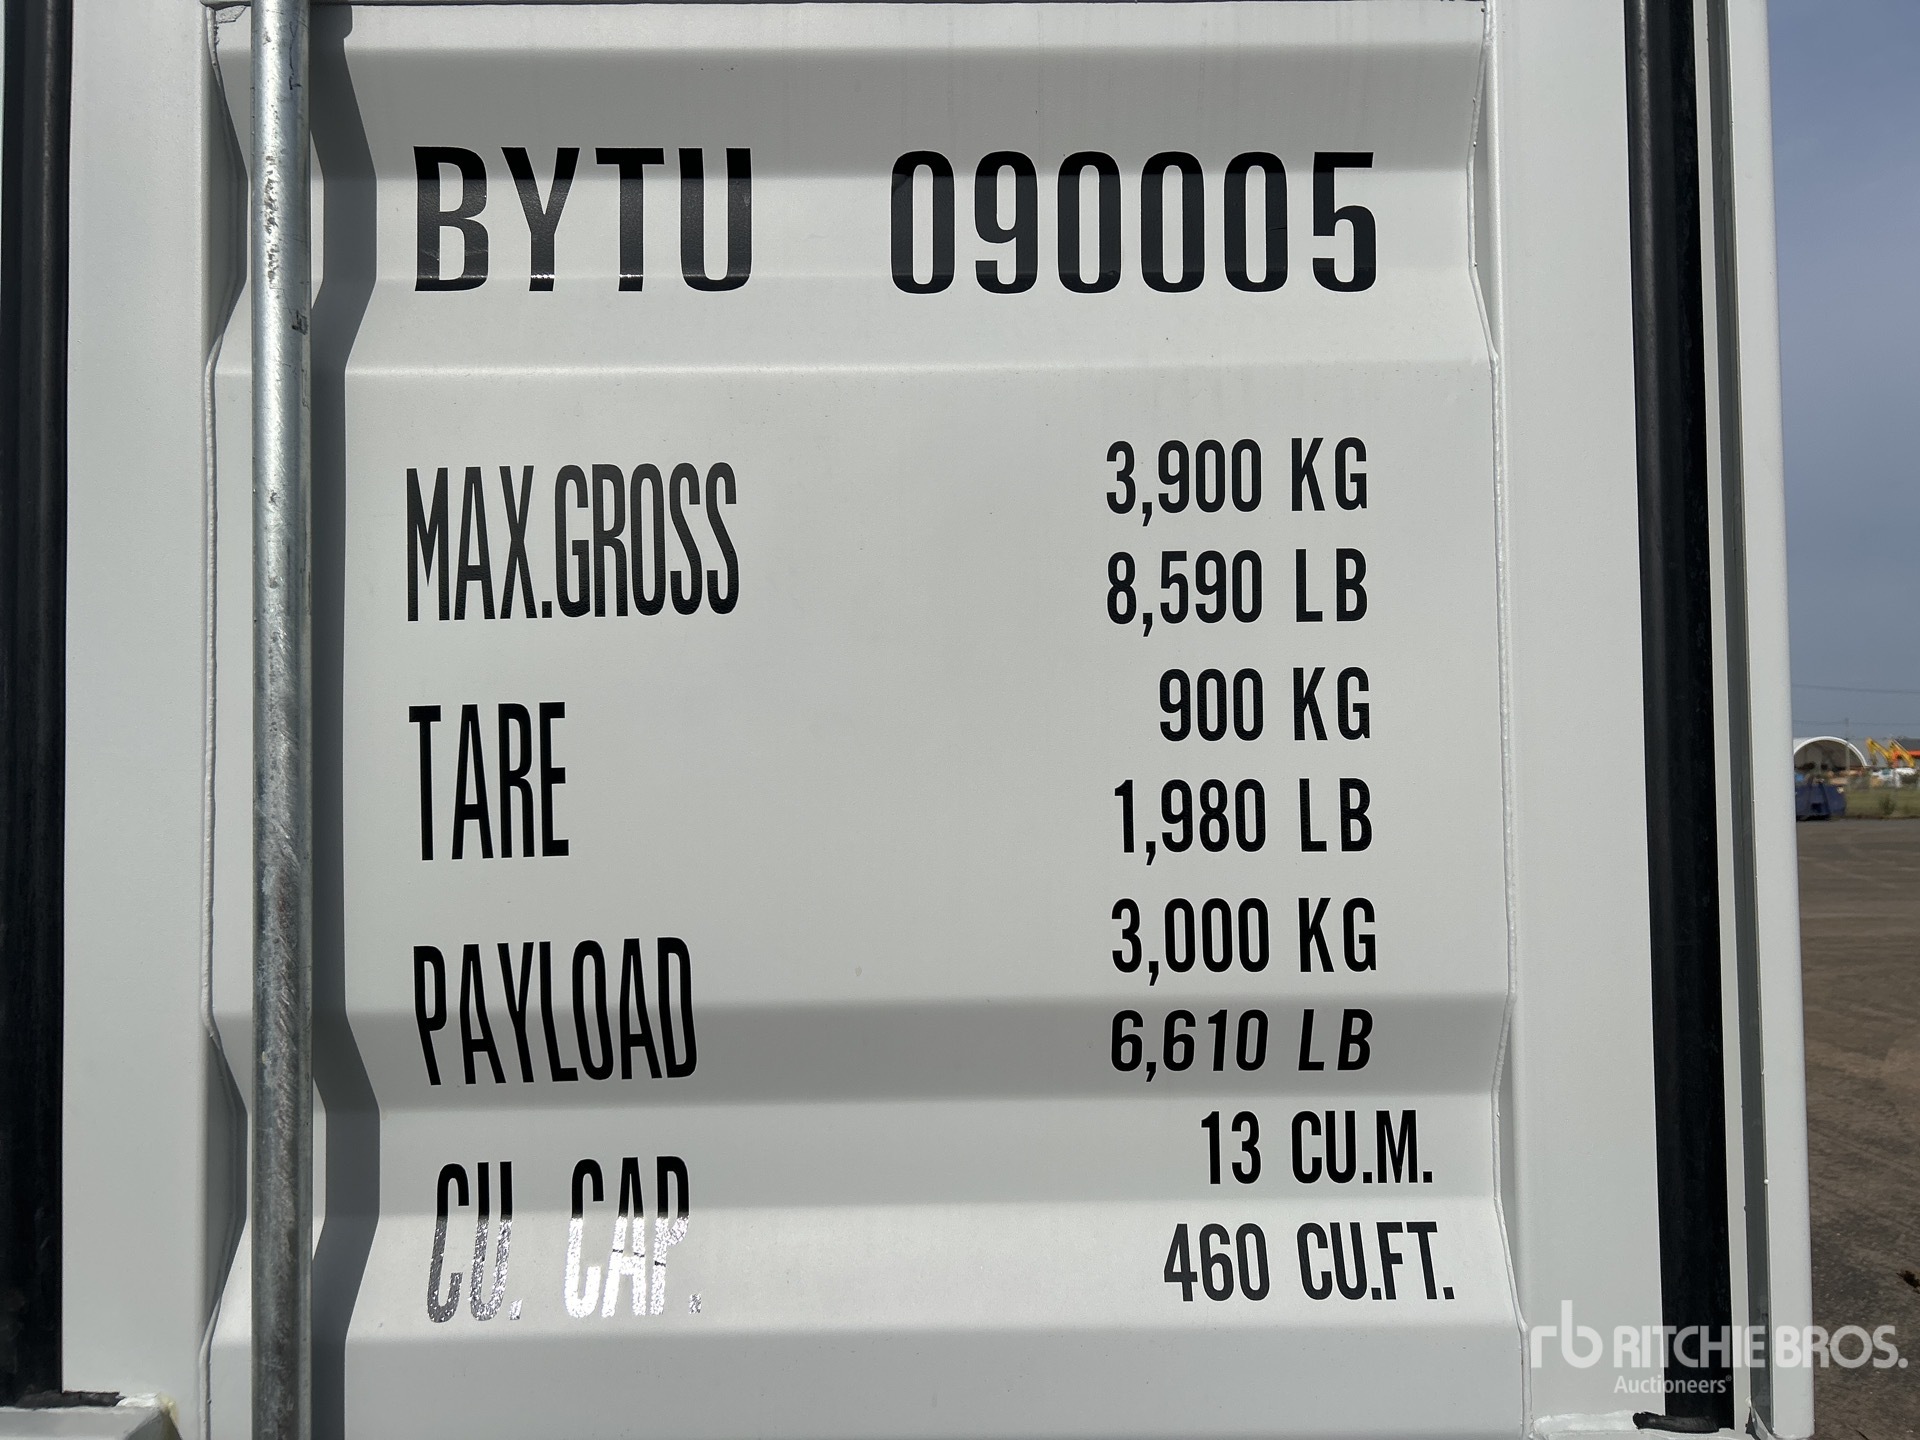 BYTU 090005
MAX.GROSS 3,900 KG
8,590 LB
TARE 900 KG
1,980 LB
PAYLOAD 3,000 KG
6,610 LB
CU. CAP. 13 CU.M.
460 CU.FT.
rb RITCHIE BROS.
Auctioneers